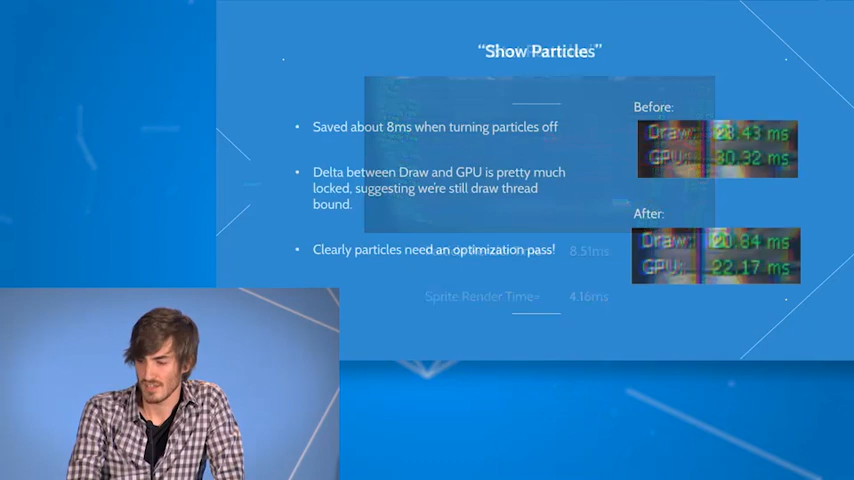 “Show Particles”
• Saved about 8ms when turning particles off
• Delta between Draw and GPU is pretty much
locked, suggesting we're still draw thread
bound.
• Clearly particles need an optimization pass!
Before:
Draw: 28.43 ms
GPU: 30.32 ms
After:
Draw: 20.84 ms
GPU: 22.17 ms
8.51ms
Sprite Render Time= 4.16ms